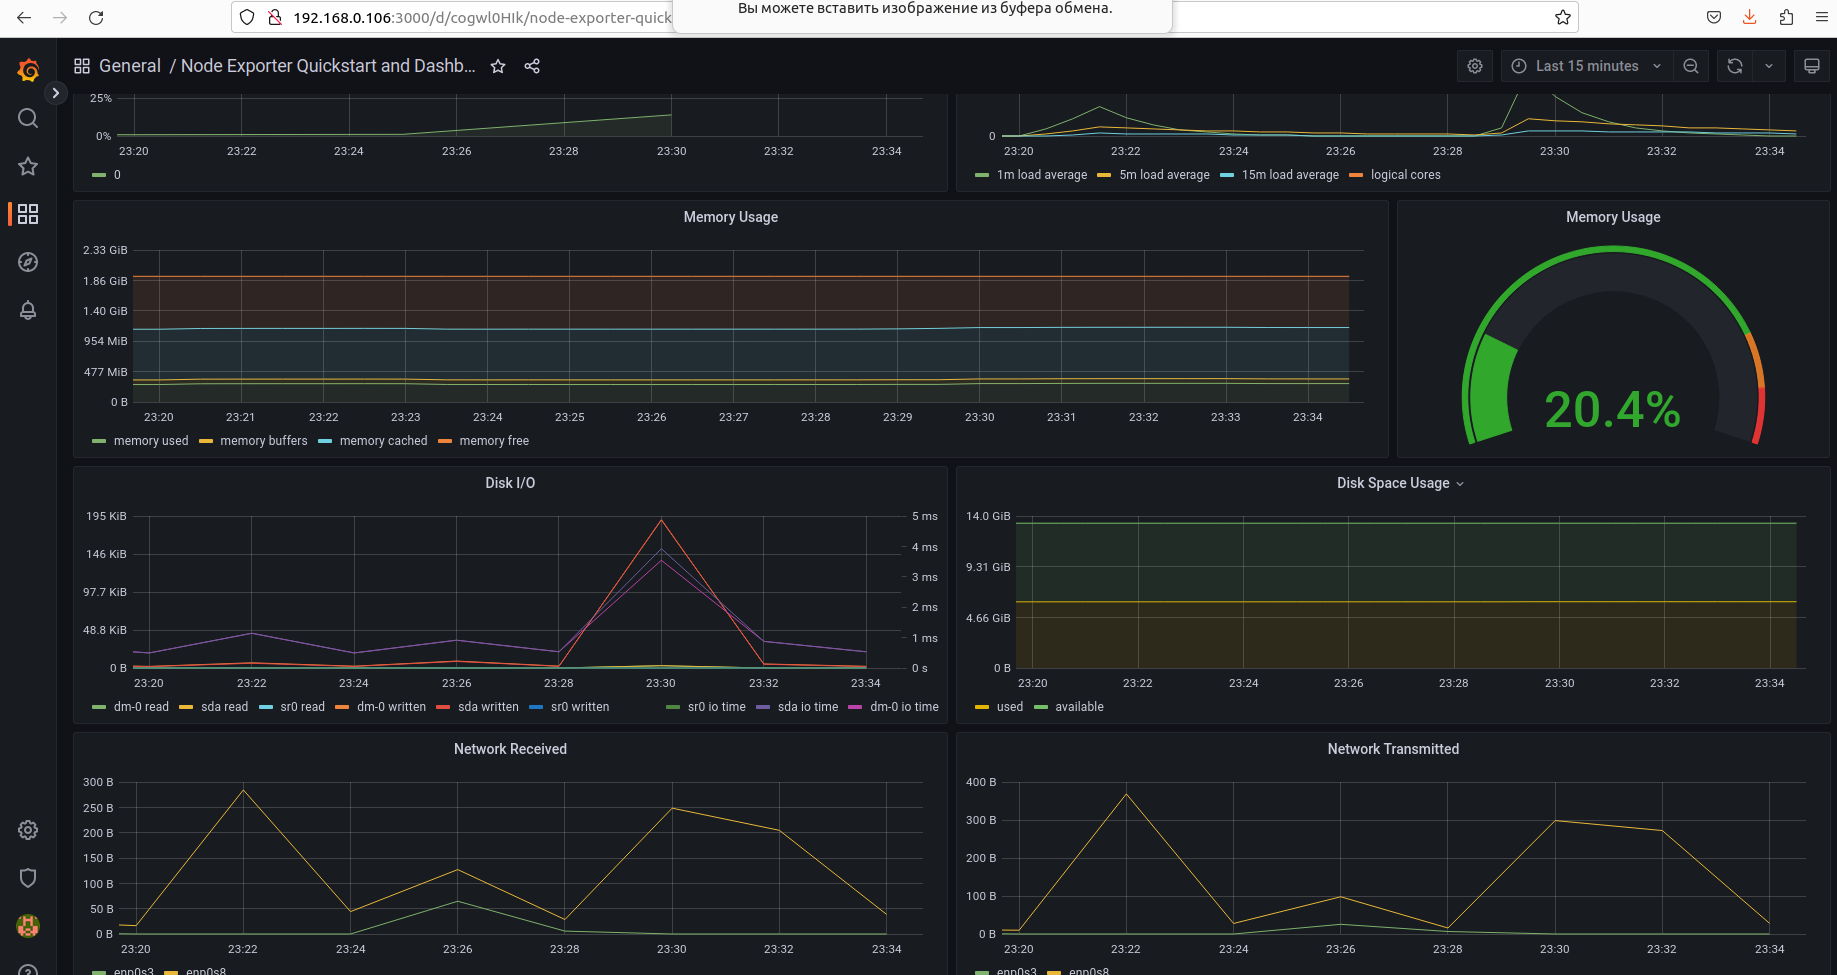 Вы можете вставить изображение из буфера обмена.
192.168.0.106:3000/d/cogwl0HIk/node-exporter-quick
General / Node Exporter Quickstart and Dashb...
Last 15 minutes
25%
0%
23:20 23:22 23:24 23:26 23:28 23:30 23:32 23:34
0
0
23:20 23:22 23:24 23:26 23:28 23:30 23:32 23:34
1m load average 5m load average 15m load average logical cores
Memory Usage
2.33 GiB
1.86 GiB
1.40 GiB
954 MiB
477 MiB
0 B
23:20 23:21 23:22 23:23 23:24 23:25 23:26 23:27 23:28 23:29 23:30 23:31 23:32 23:33 23:34
memory used memory buffers memory cached memory free
Memory Usage
20.4%
Disk I/O
195 KiB
146 KiB
97.7 KiB
48.8 KiB
0 B
5 ms
4 ms
3 ms
2 ms
1 ms
0 s
23:20 23:22 23:24 23:26 23:28 23:30 23:32 23:34
dm-0 read sda read sr0 read dm-0 written sda written sr0 written sr0 io time sda io time dm-0 io time
Disk Space Usage
14.0 GiB
9.31 GiB
4.66 GiB
0 B
23:20 23:22 23:24 23:26 23:28 23:30 23:32 23:34
used available
Network Received
300 B
250 B
200 B
150 B
100 B
50 B
0 B
23:20 23:22 23:24 23:26 23:28 23:30 23:32 23:34
enp0s3 enp0s8
Network Transmitted
400 B
300 B
200 B
100 B
0 B
23:20 23:22 23:24 23:26 23:28 23:30 23:32 23:34
enp0s3 enp0s8